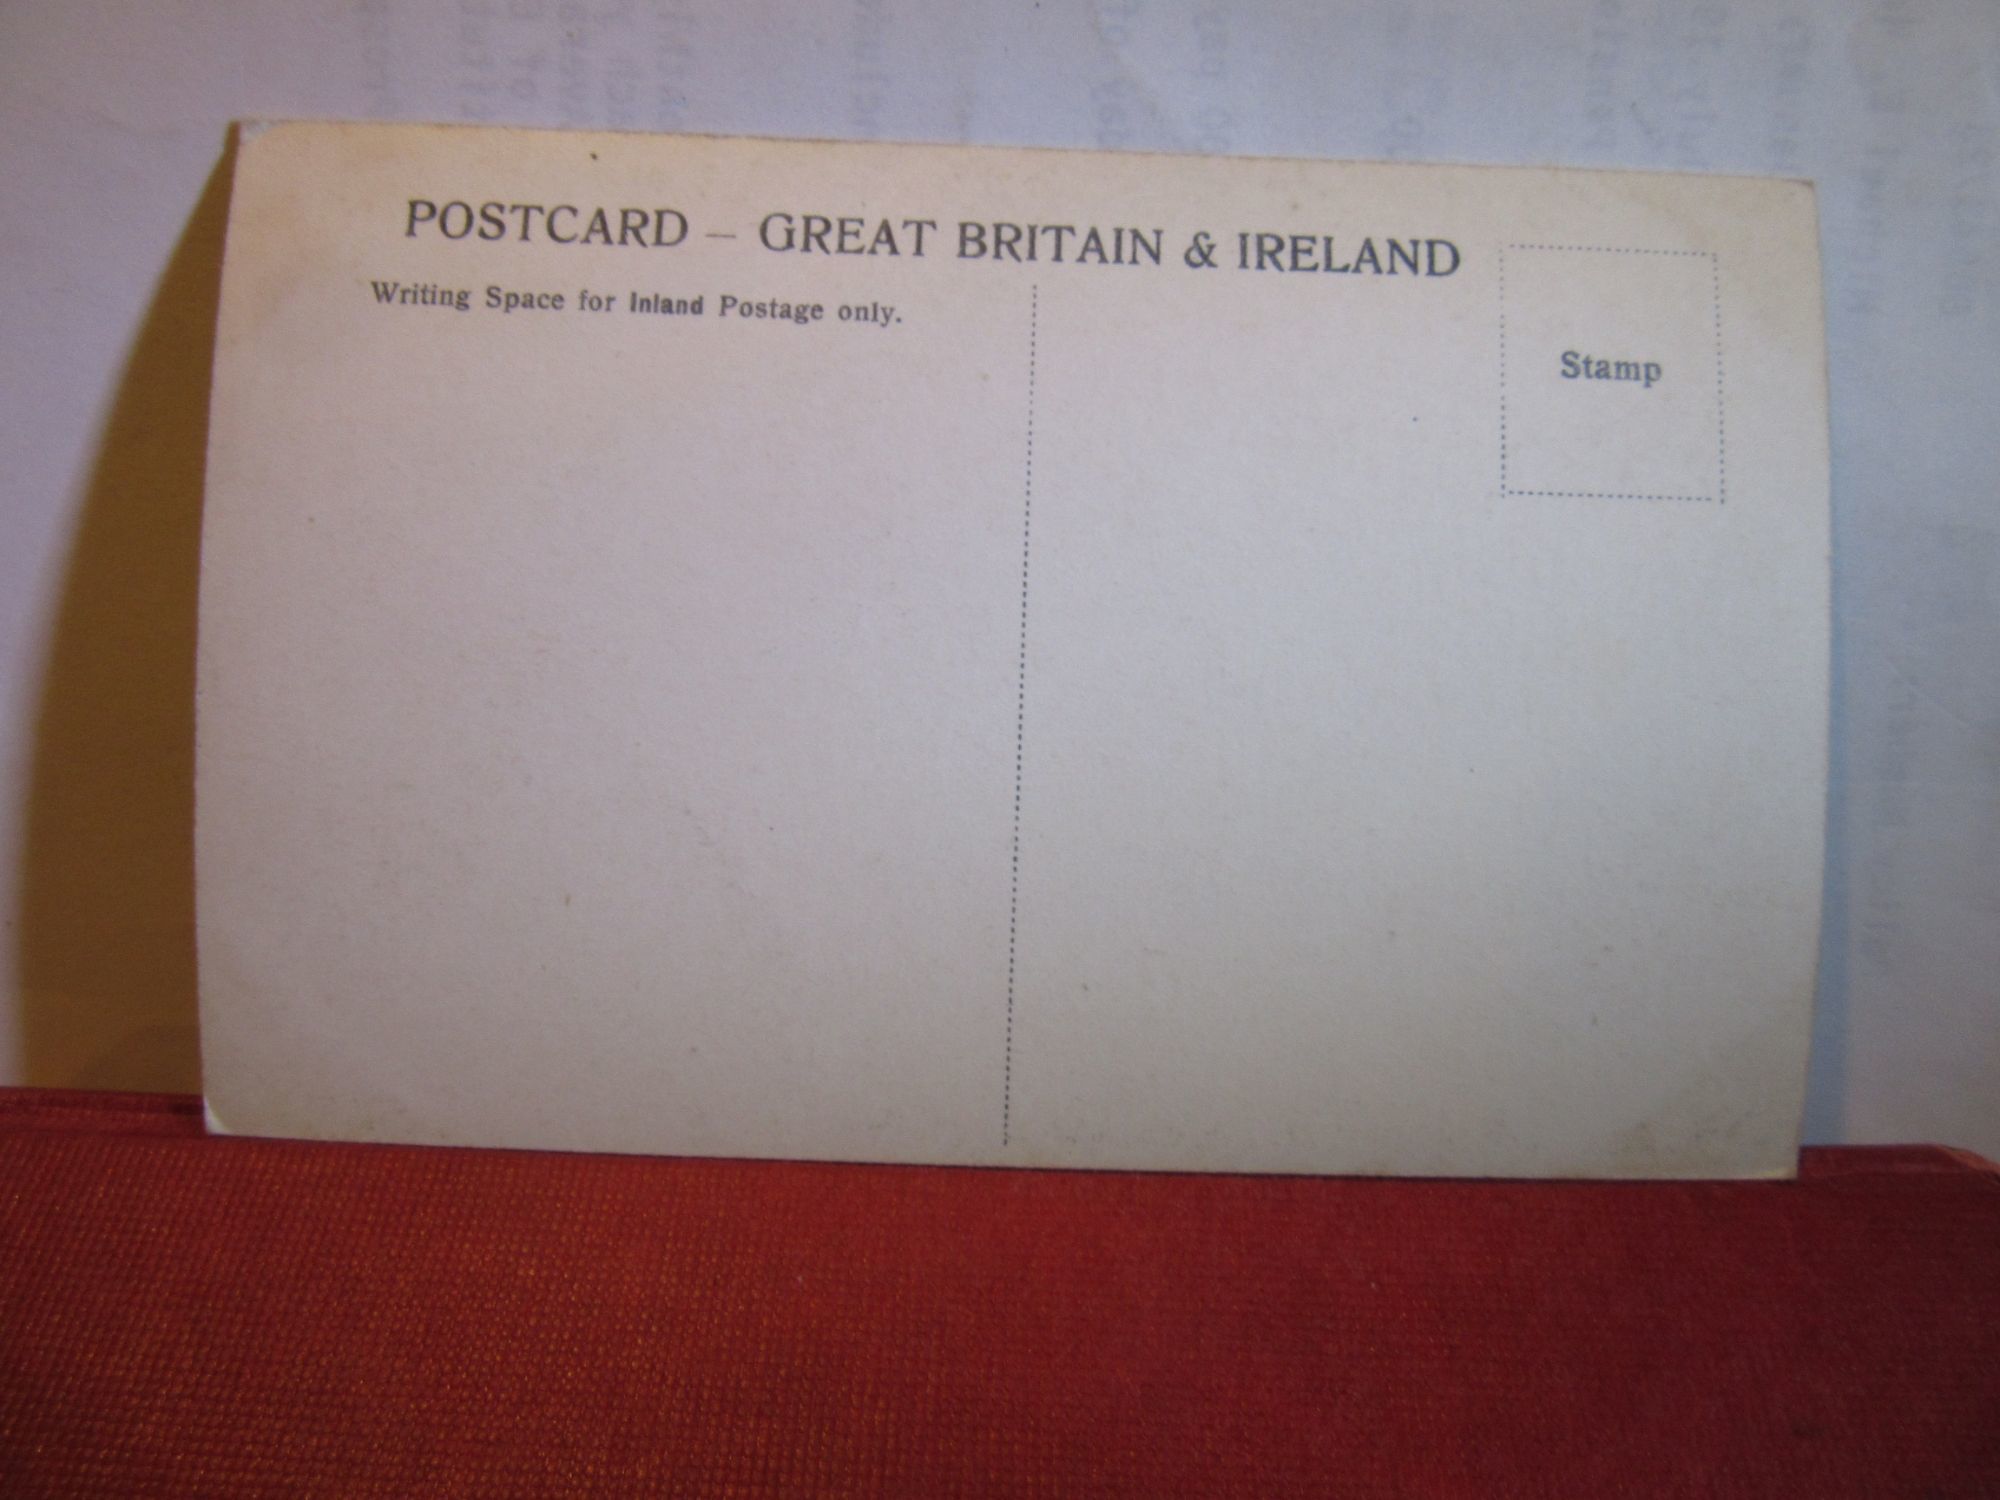 POSTCARD – GREAT BRITAIN & IRELAND
Writing Space for Inland Postage only.
Stamp